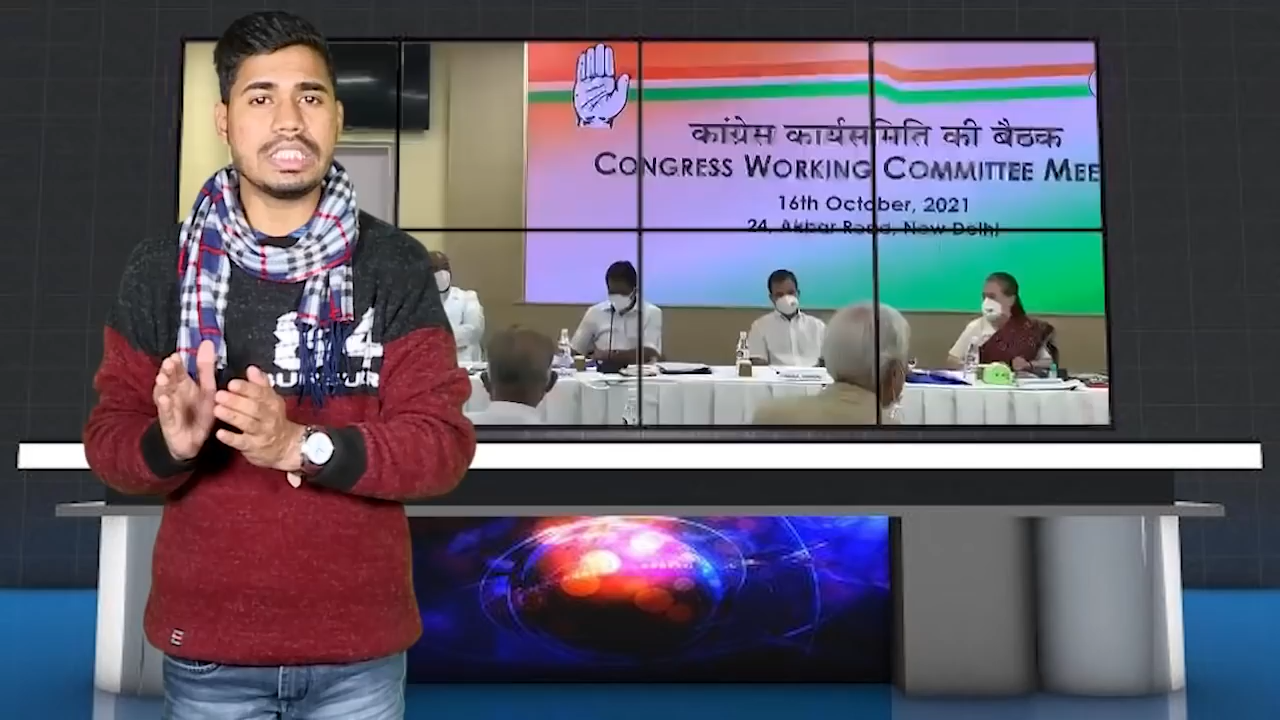 कांग्रेस कार्यसमिति की बैठक
CONGRESS WORKING COMMITTEE MEE
16th October, 2021
24, Akbar Road, New Delhi